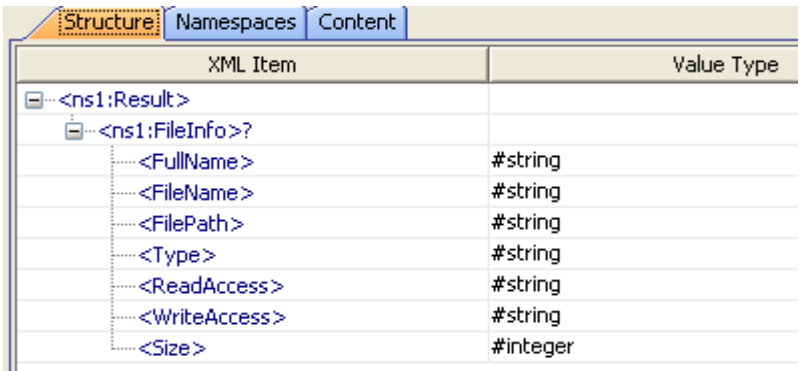 Structure Namespaces Content
XML Item Value Type
<ns1:Result>
<ns1:FileInfo>?
<FullName> #string
<FileName> #string
<FilePath> #string
<Type> #string
<ReadAccess> #string
<WriteAccess> #string
<Size> #integer